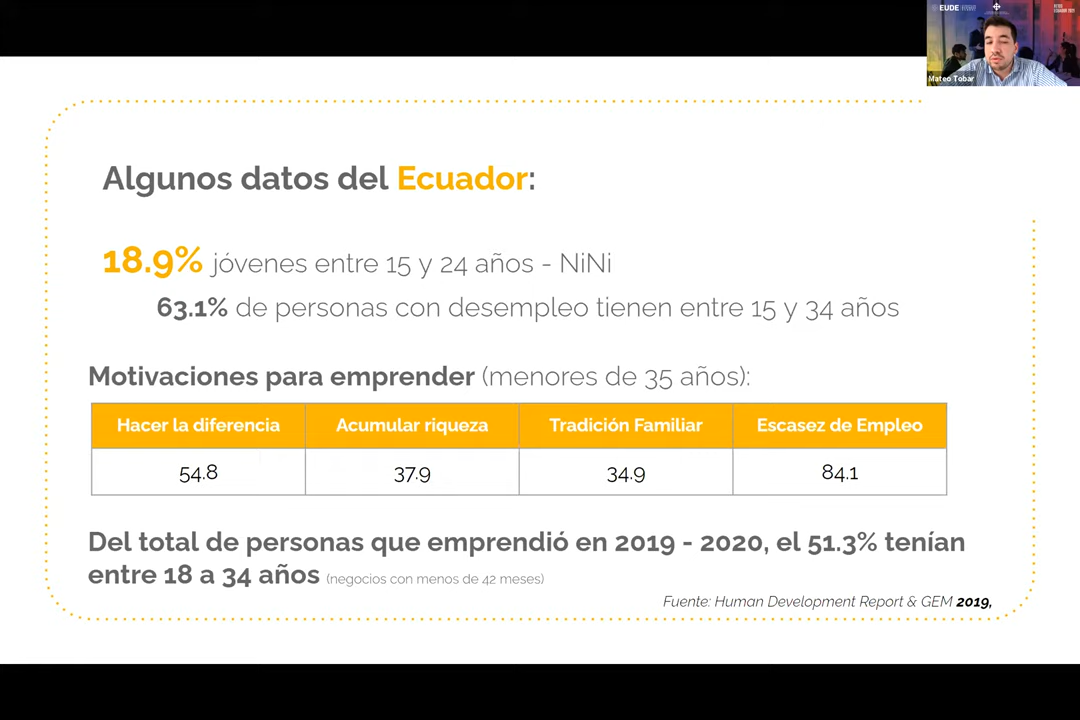 EUDE
Mateo Tobar
Algunos datos del Ecuador:
18.9% jóvenes entre 15 y 24 años - NiNi
63.1% de personas con desempleo tienen entre 15 y 34 años
Motivaciones para emprender (menores de 35 años):
Hacer la diferencia Acumular riqueza Tradición Familiar Escasez de Empleo
54.8 37.9 34.9 84.1
Del total de personas que emprendió en 2019 - 2020, el 51.3% tenían
entre 18 a 34 años (negocios con menos de 42 meses)
Fuente: Human Development Report & GEM 2019,